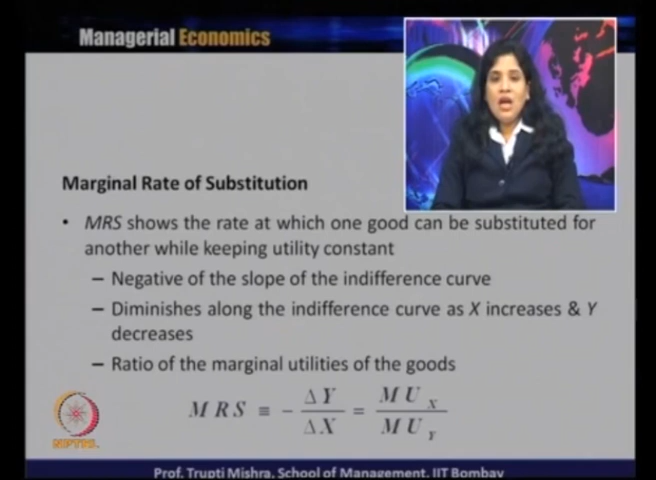 Managerial Economics
Marginal Rate of Substitution
• MRS shows the rate at which one good can be substituted for
another while keeping utility constant
– Negative of the slope of the indifference curve
– Diminishes along the indifference curve as X increases & Y
decreases
– Ratio of the marginal utilities of the goods
MRS ≡ - ΔY/ΔX = MU_X/MU_Y
NPTEL
Prof. Trupti Mishra, School of Management, IIT Bombay